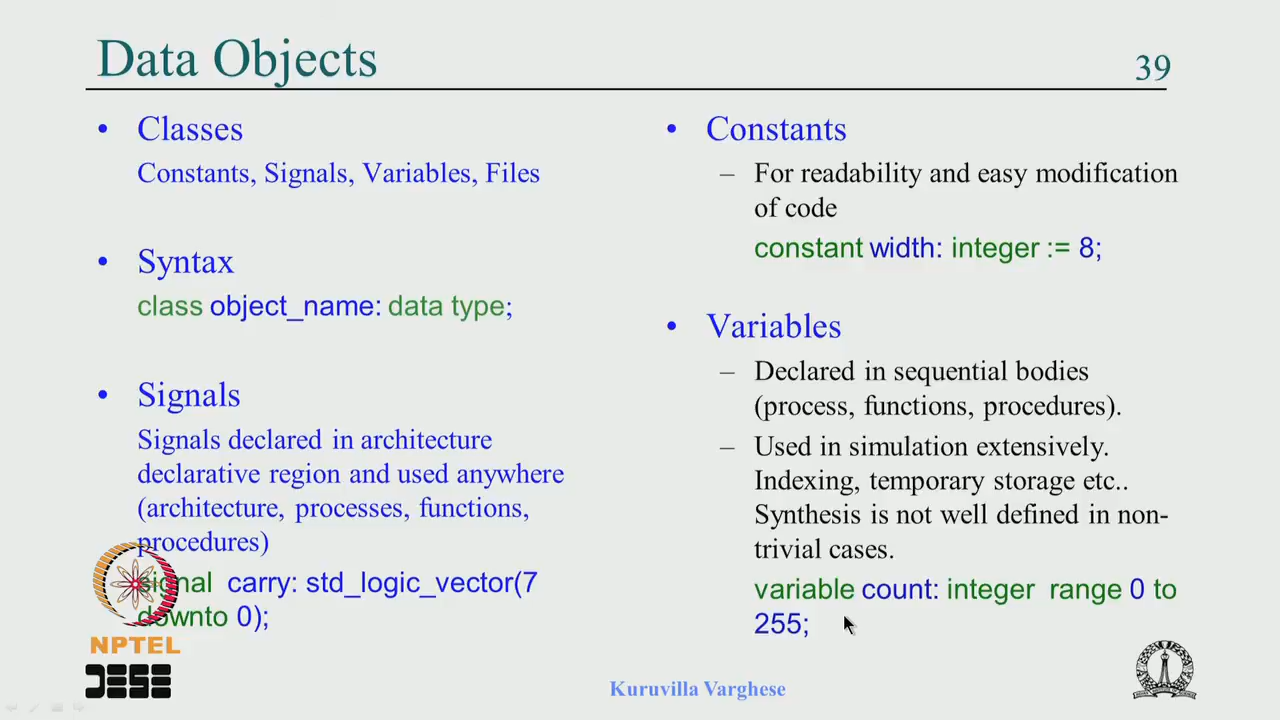 Data Objects
39
• Classes
Constants, Signals, Variables, Files
• Syntax
class object_name: data type;
• Signals
Signals declared in architecture
declarative region and used anywhere
(architecture, processes, functions,
procedures)
signal carry: std_logic_vector(7
downto 0);
• Constants
– For readability and easy modification
of code
constant width: integer := 8;
• Variables
– Declared in sequential bodies
(process, functions, procedures).
– Used in simulation extensively.
Indexing, temporary storage etc..
Synthesis is not well defined in non-
trivial cases.
variable count: integer range 0 to
255;
NPTEL
Kuruvilla Varghese